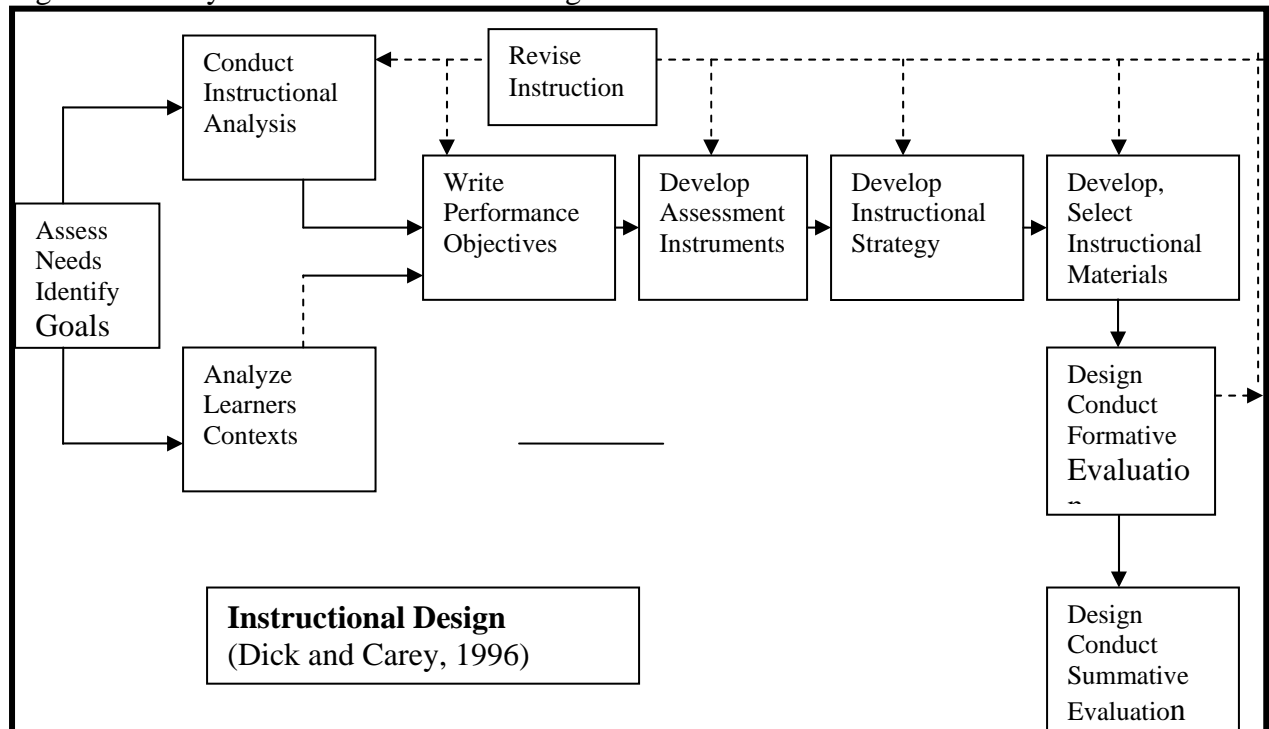 Conduct
Instructional
Analysis
Revise
Instruction
Assess
Needs
Identify
Goals
Write
Performance
Objectives
Develop
Assessment
Instruments
Develop
Instructional
Strategy
Develop,
Select
Instructional
Materials
Analyze
Learners
Contexts
Design
Conduct
Formative
Evaluatio
n
Instructional Design
(Dick and Carey, 1996)
Design
Conduct
Summative
Evaluation